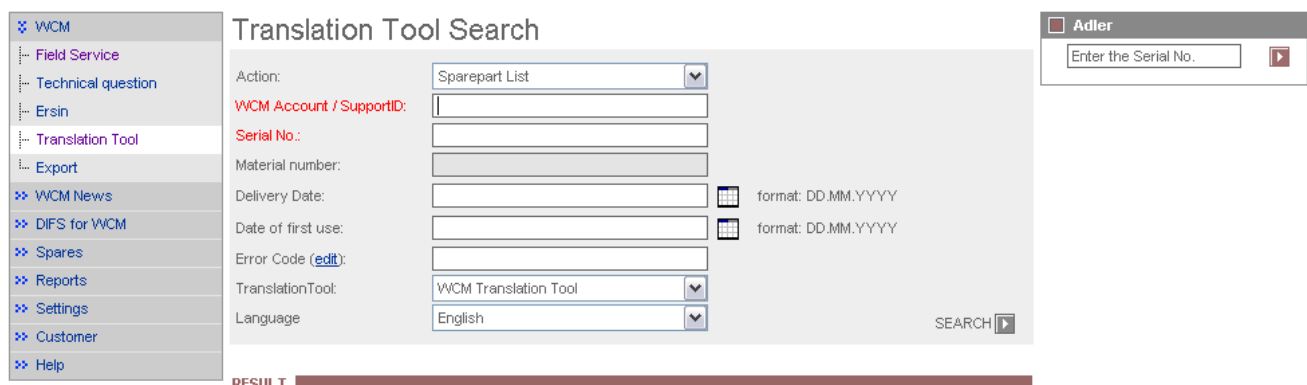 WCM
Field Service
Technical question
Ersin
Translation Tool
Export
WCM News
DIFS for WCM
Spares
Reports
Settings
Customer
Help
Translation Tool Search
Action: Sparepart List
WCM Account / SupportID:
Serial No.:
Material number:
Delivery Date: format: DD.MM.YYYY
Date of first use: format: DD.MM.YYYY
Error Code (edit):
TranslationTool: WCM Translation Tool
Language English
SEARCH
RESULT
Adler
Enter the Serial No.